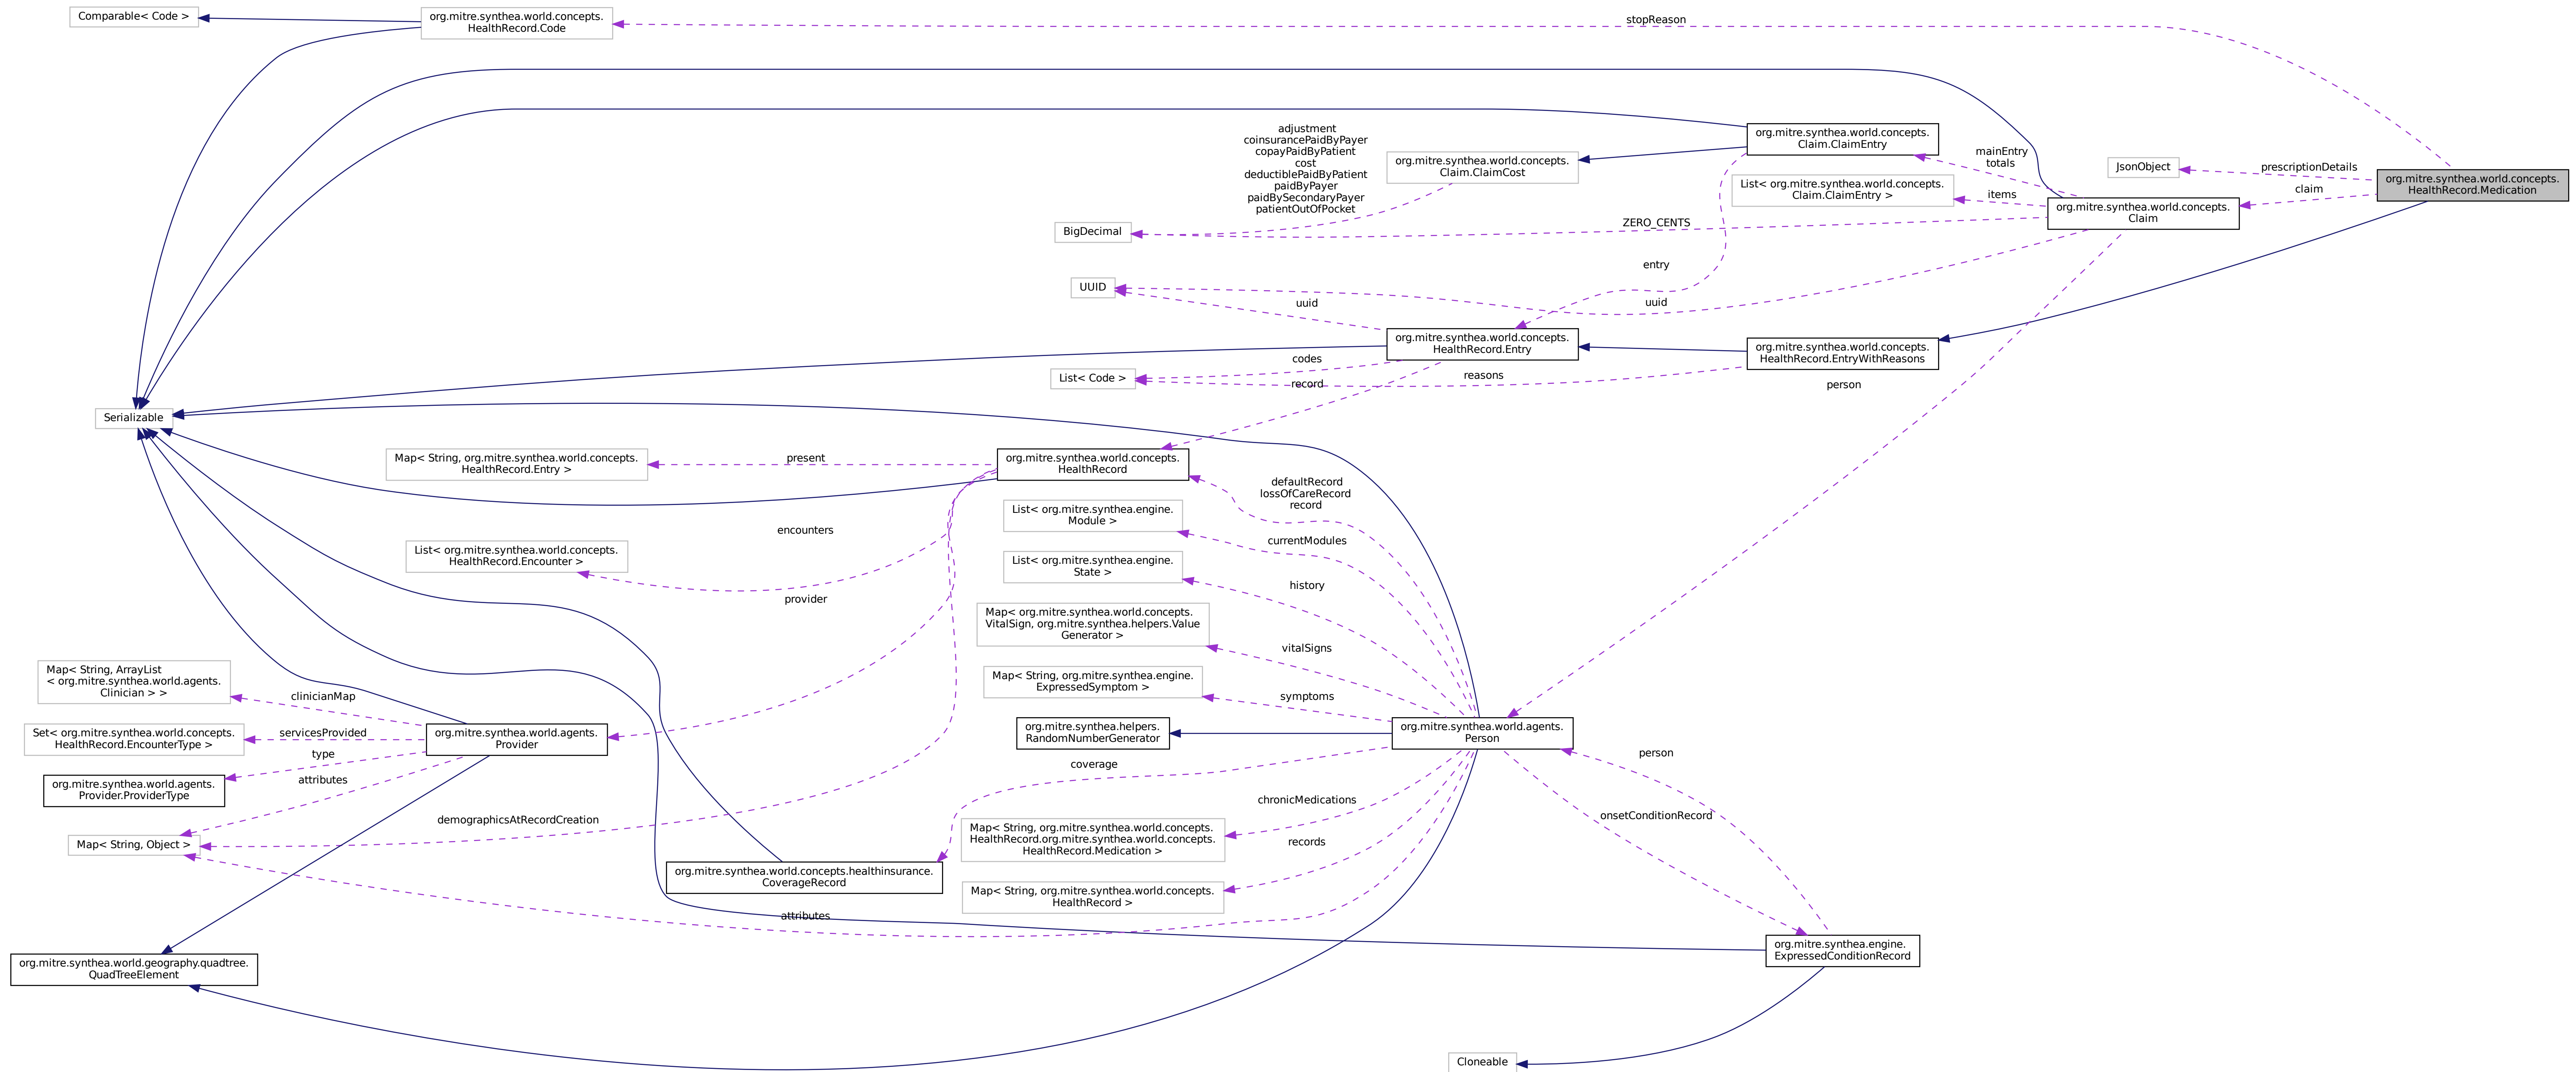 Comparable< Code >
org.mitre.synthea.world.concepts.
HealthRecord.Code
stopReason
adjustment
coinsurancePaidByPayer
copayPaidByPatient
cost
deductiblePaidByPatient
paidByPayer
paidBySecondaryPayer
patientOutOfPocket
org.mitre.synthea.world.concepts.
Claim.ClaimCost
org.mitre.synthea.world.concepts.
Claim.ClaimEntry
mainEntry
totals
JsonObject
prescriptionDetails
org.mitre.synthea.world.concepts.
HealthRecord.Medication
claim
List< org.mitre.synthea.world.concepts.
Claim.ClaimEntry >
items
org.mitre.synthea.world.concepts.
Claim
BigDecimal
ZERO_CENTS
entry
UUID
uuid
uuid
org.mitre.synthea.world.concepts.
HealthRecord.Entry
org.mitre.synthea.world.concepts.
HealthRecord.EntryWithReasons
codes
List< Code >
record
reasons
person
Serializable
Map< String, org.mitre.synthea.world.concepts.
HealthRecord.Entry >
present
org.mitre.synthea.world.concepts.
HealthRecord
defaultRecord
lossOfCareRecord
record
List< org.mitre.synthea.engine.
Module >
encounters
currentModules
List< org.mitre.synthea.world.concepts.
HealthRecord.Encounter >
List< org.mitre.synthea.engine.
State >
history
provider
Map< org.mitre.synthea.world.concepts.
VitalSign, org.mitre.synthea.helpers.Value
Generator >
vitalSigns
Map< String, ArrayList
< org.mitre.synthea.world.agents.
Clinician > >
clinicianMap
Map< String, org.mitre.synthea.engine.
ExpressedSymptom >
symptoms
Set< org.mitre.synthea.world.concepts.
HealthRecord.EncounterType >
servicesProvided
org.mitre.synthea.world.agents.
Provider
org.mitre.synthea.helpers.
RandomNumberGenerator
org.mitre.synthea.world.agents.
Person
type
person
org.mitre.synthea.world.agents.
Provider.ProviderType
attributes
coverage
chronicMedications
onsetConditionRecord
demographicsAtRecordCreation
Map< String, Object >
Map< String, org.mitre.synthea.world.concepts.
HealthRecord.org.mitre.synthea.world.concepts.
HealthRecord.Medication >
records
org.mitre.synthea.world.concepts.healthinsurance.
CoverageRecord
Map< String, org.mitre.synthea.world.concepts.
HealthRecord >
attributes
org.mitre.synthea.world.geography.quadtree.
QuadTreeElement
org.mitre.synthea.engine.
ExpressedConditionRecord
Cloneable